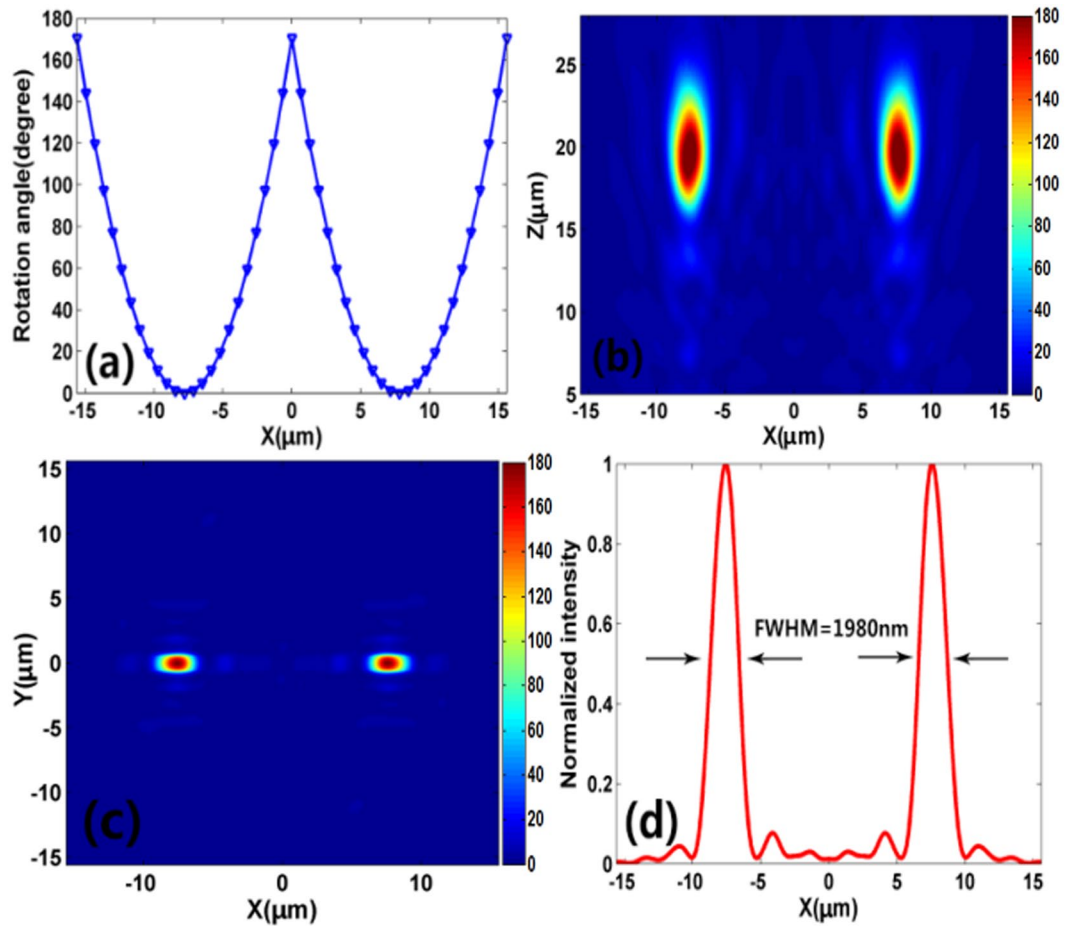 180
160
140
120
100
80
60
40
20
0
Rotation angle(degree)
(a)
-15 -10 -5 0 5 10 15
X(μm)
25
20
15
10
5
Z(μm)
(b)
-15 -10 -5 0 5 10 15
X(μm)
180
160
140
120
100
80
60
40
20
0
15
10
5
0
-5
-10
-15
Y(μm)
(c)
-10 0 10
X(μm)
180
160
140
120
100
80
60
40
20
0
1
0.8
0.6
0.4
0.2
0
Normalized intensity
FWHM=1980nm
(d)
-15 -10 -5 0 5 10 15
X(μm)